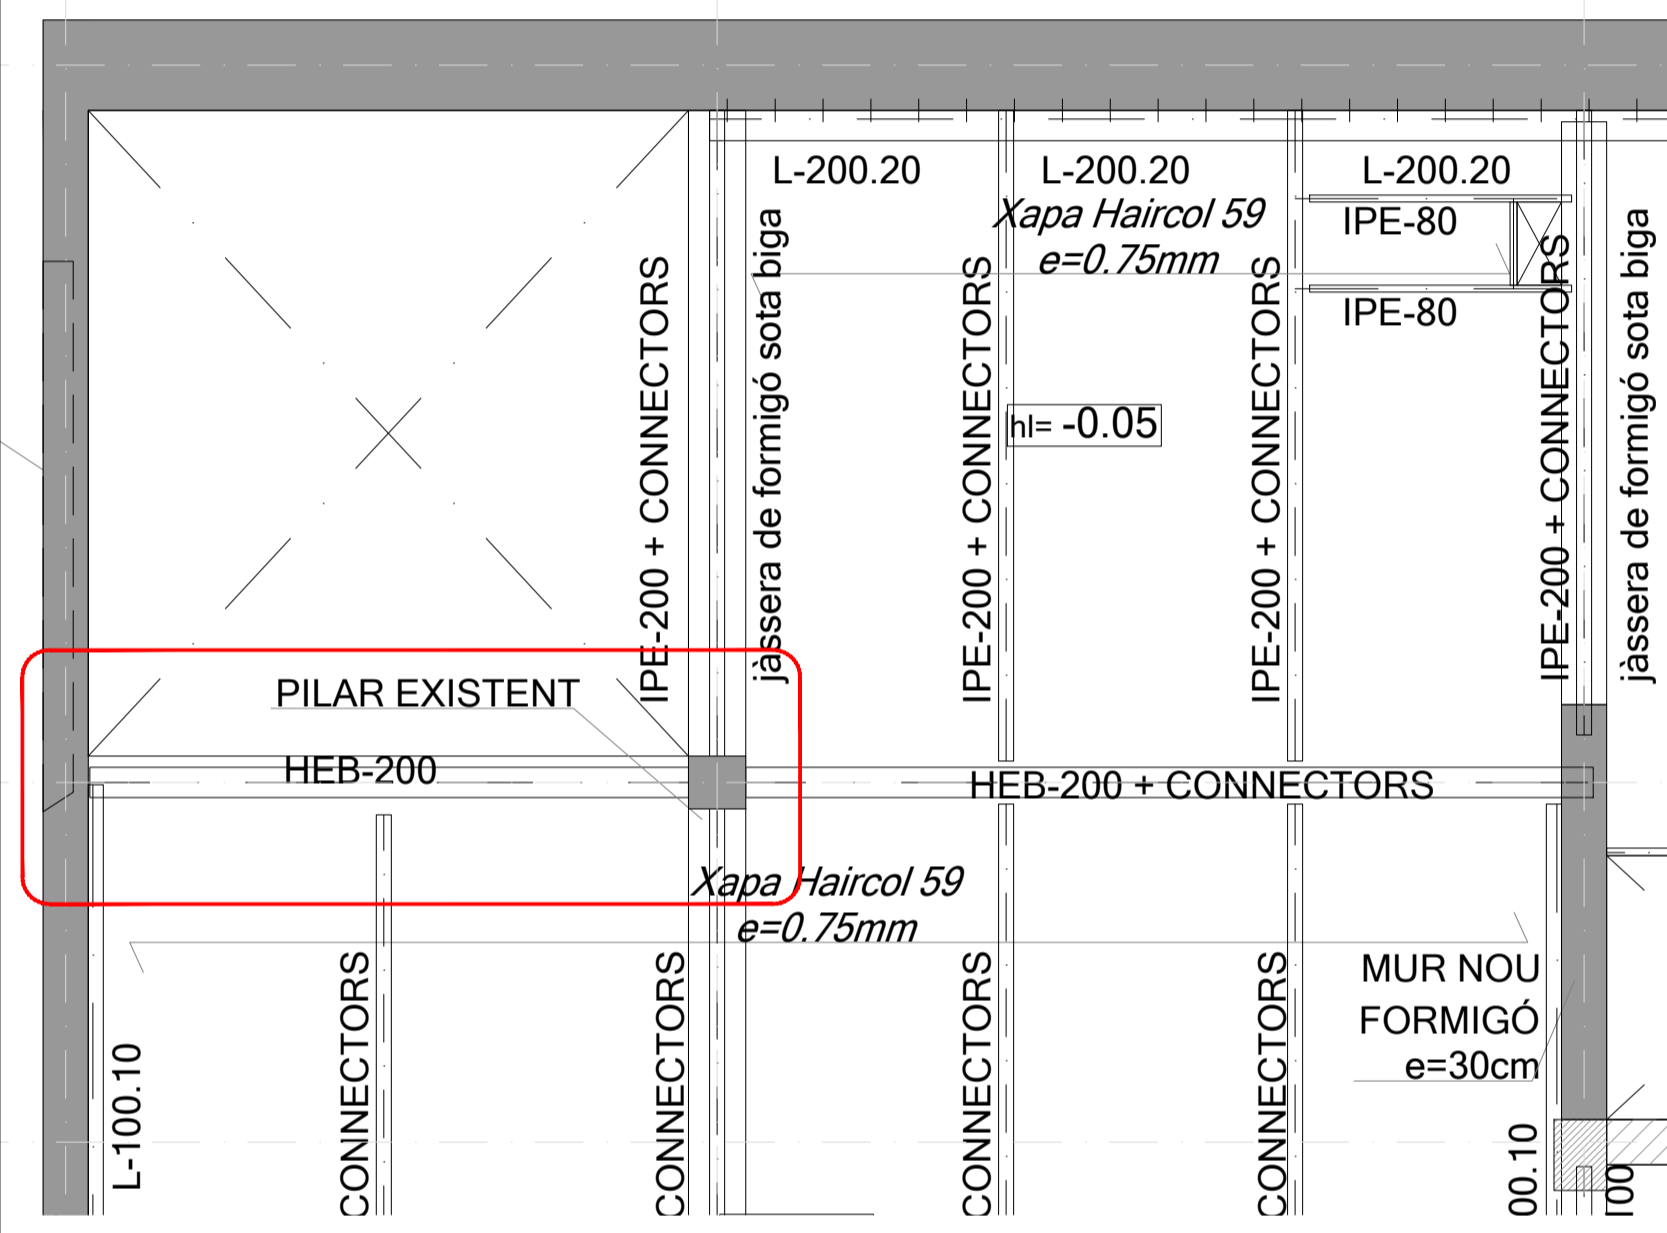 L-200.20
L-200.20
L-200.20
Xapa Haircol 59
e=0.75mm
IPE-80
IPE-80
IPE-200 + CONNECTORS
jàssera de formigó sota biga
IPE-200 + CONNECTORS
IPE-200 + CONNECTORS
IPE-200 + CONNECTORS
jàssera de formigó sota biga
hl= -0.05
PILAR EXISTENT
HEB-200
HEB-200 + CONNECTORS
Xapa Haircol 59
e=0.75mm
MUR NOU
FORMIGÓ
e=30cm
L-100.10
CONNECTORS
CONNECTORS
CONNECTORS
CONNECTORS
00.10
100